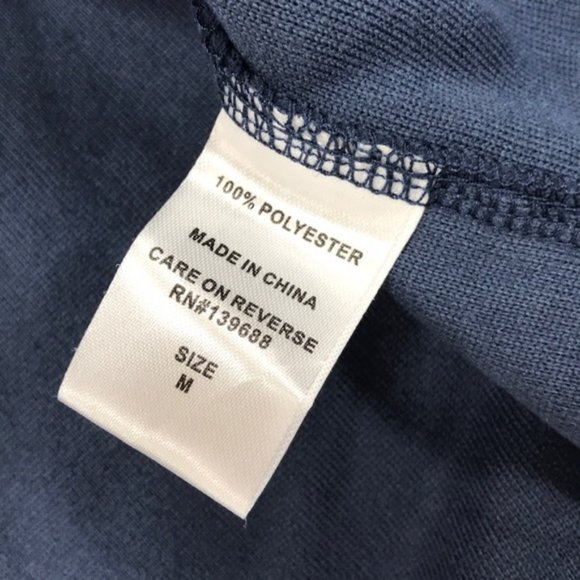 100% POLYESTER
MADE IN CHINA
CARE ON REVERSE
RN#139688
SIZE
M